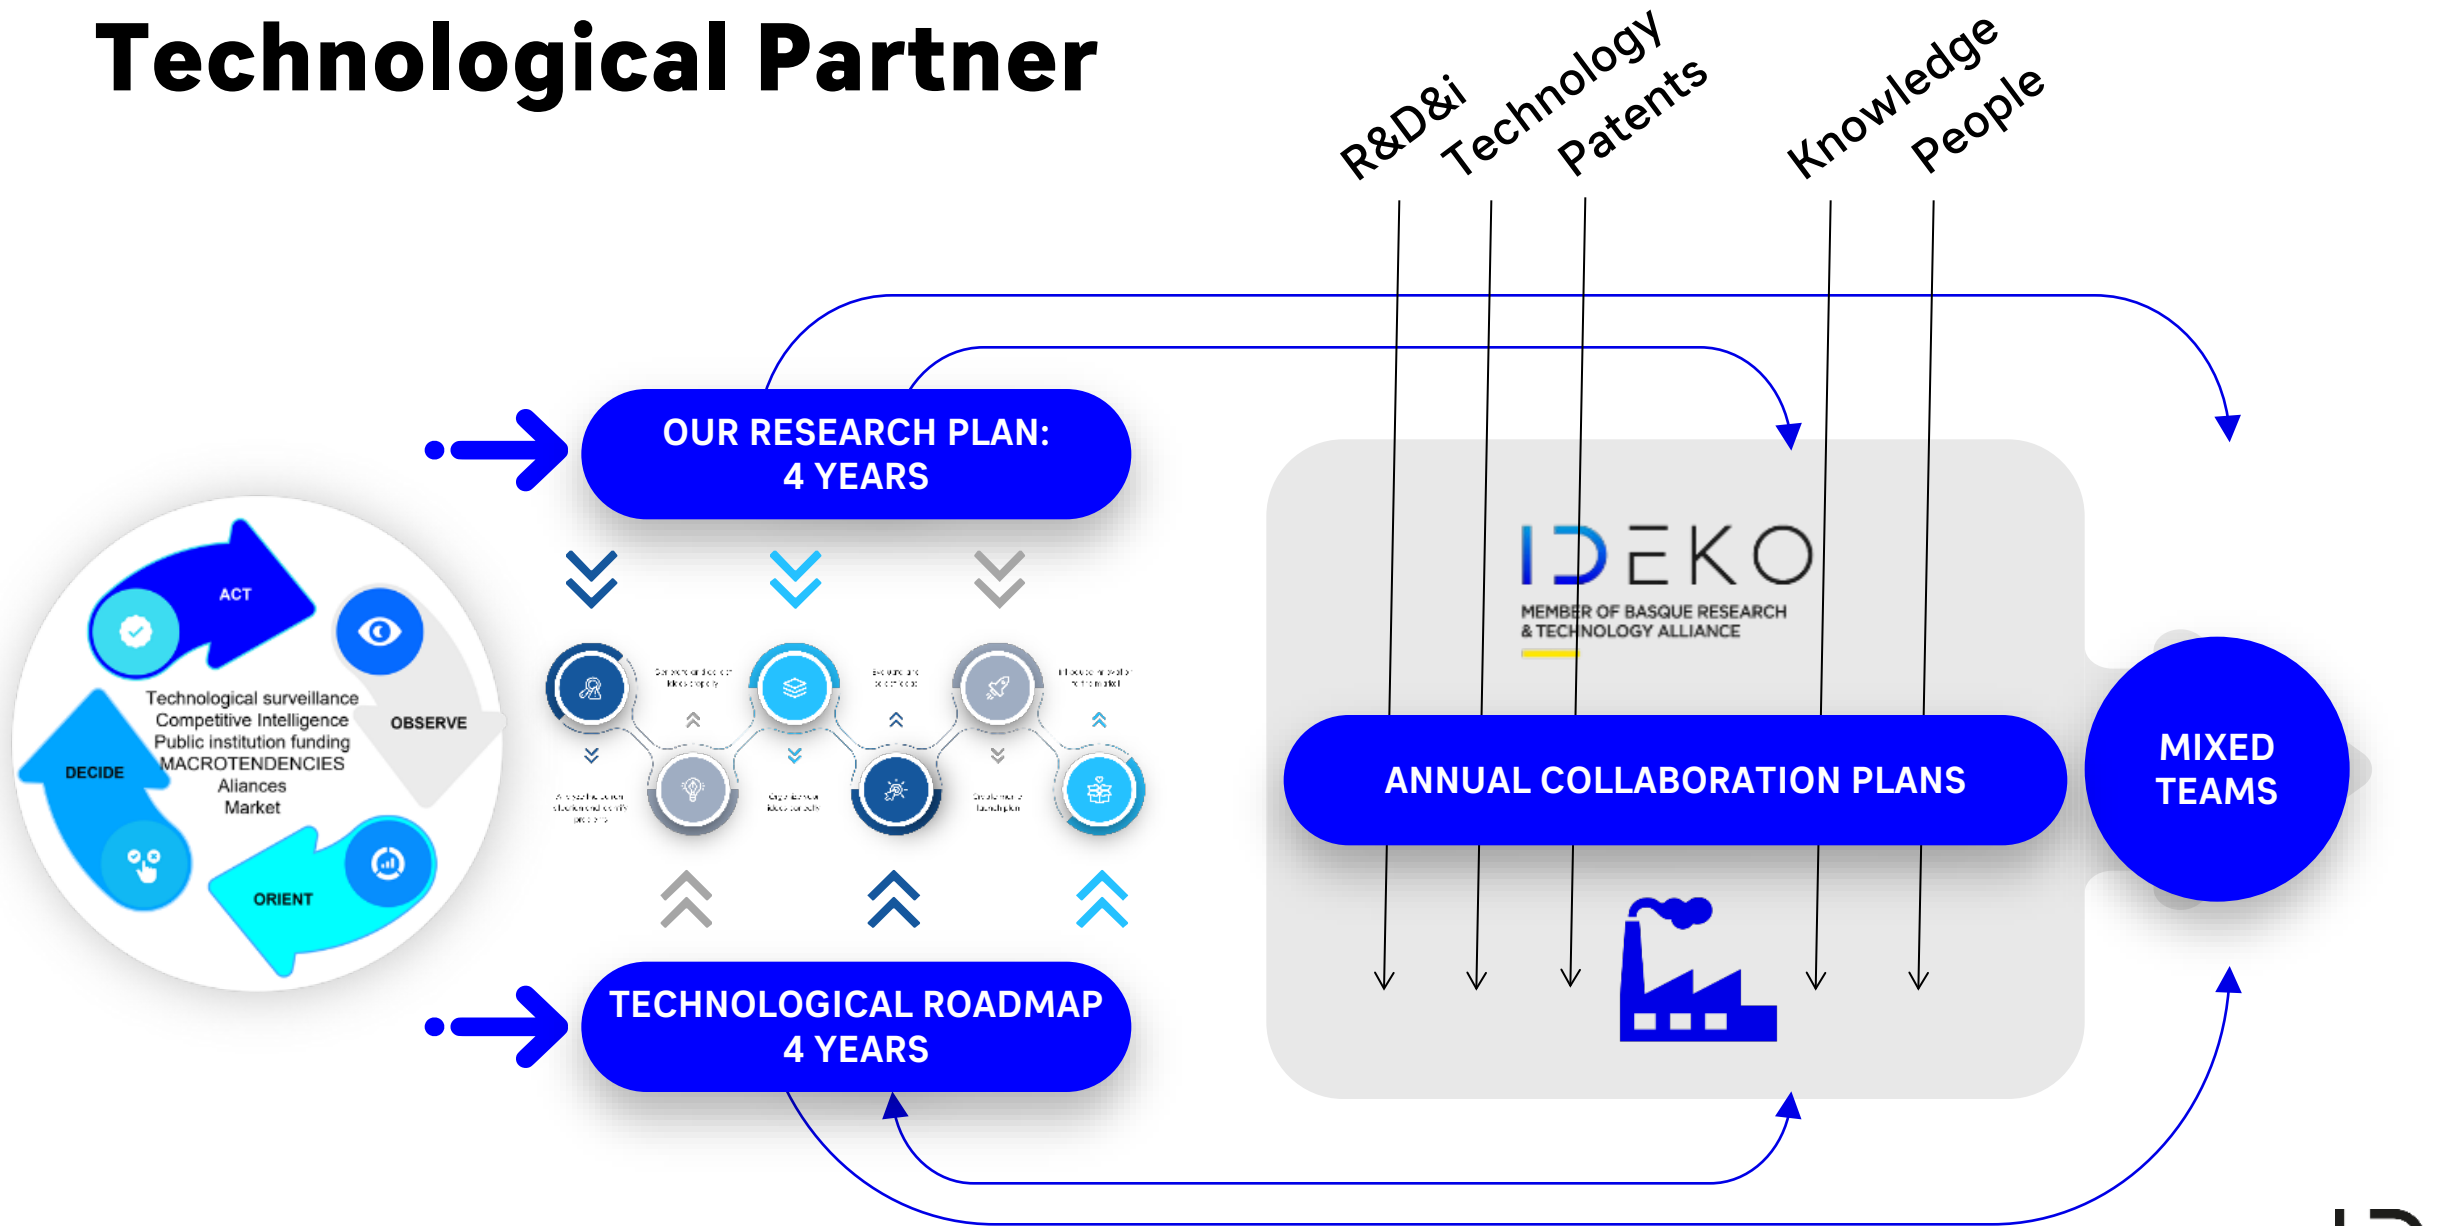 Technological Partner
R&D&i
Technology
Patents
Knowledge
People
OUR RESEARCH PLAN:
4 YEARS
ACT
OBSERVE
DECIDE
ORIENT
Technological surveillance
Competitive Intelligence
Public institution funding
MACROTENDENCIES
Aliances
Market
IDEKO
MEMBER OF BASQUE RESEARCH
& TECHNOLOGY ALLIANCE
ANNUAL COLLABORATION PLANS
MIXED
TEAMS
TECHNOLOGICAL ROADMAP
4 YEARS